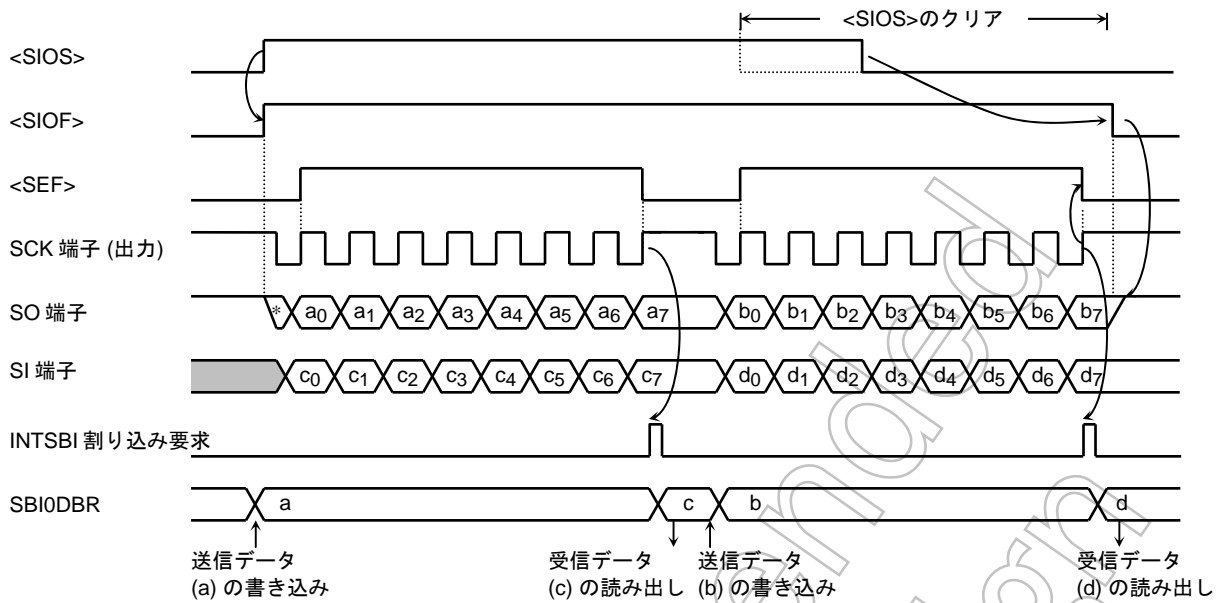 <SIOS>のクリア
<SIOS>
<SIOF>
<SEF>
SCK 端子 (出力)
SO 端子
* a0 a1 a2 a3 a4 a5 a6 a7 b0 b1 b2 b3 b4 b5 b6 b7
SI 端子
c0 c1 c2 c3 c4 c5 c6 c7 d0 d1 d2 d3 d4 d5 d6 d7
INTSBI 割り込み要求
SBI0DBR
a c b d
送信データ
(a) の書き込み
受信データ
(c) の読み出し
送信データ
(b) の書き込み
受信データ
(d) の読み出し